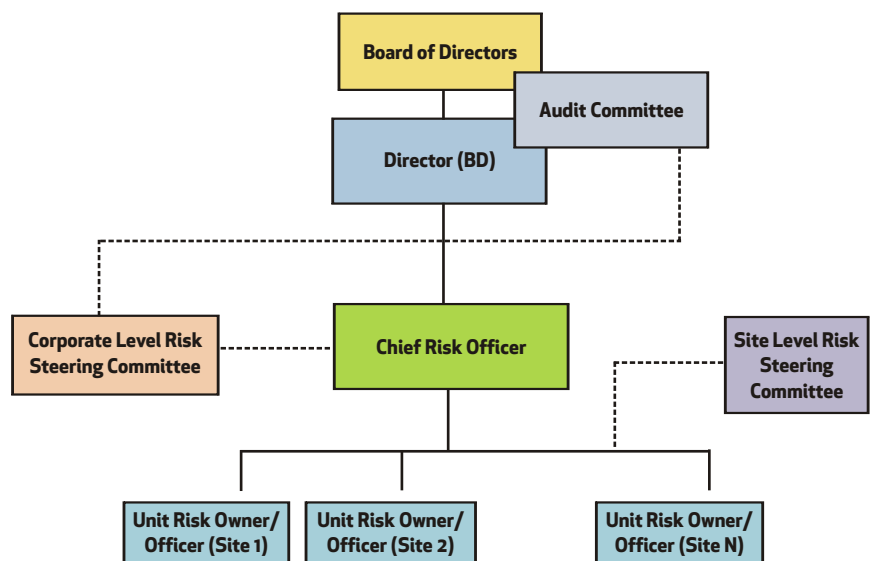 Board of Directors
Audit Committee
Director (BD)
Corporate Level Risk
Steering Committee
Chief Risk Officer
Site Level Risk
Steering
Committee
Unit Risk Owner/
Officer (Site 1)
Unit Risk Owner/
Officer (Site 2)
Unit Risk Owner/
Officer (Site N)